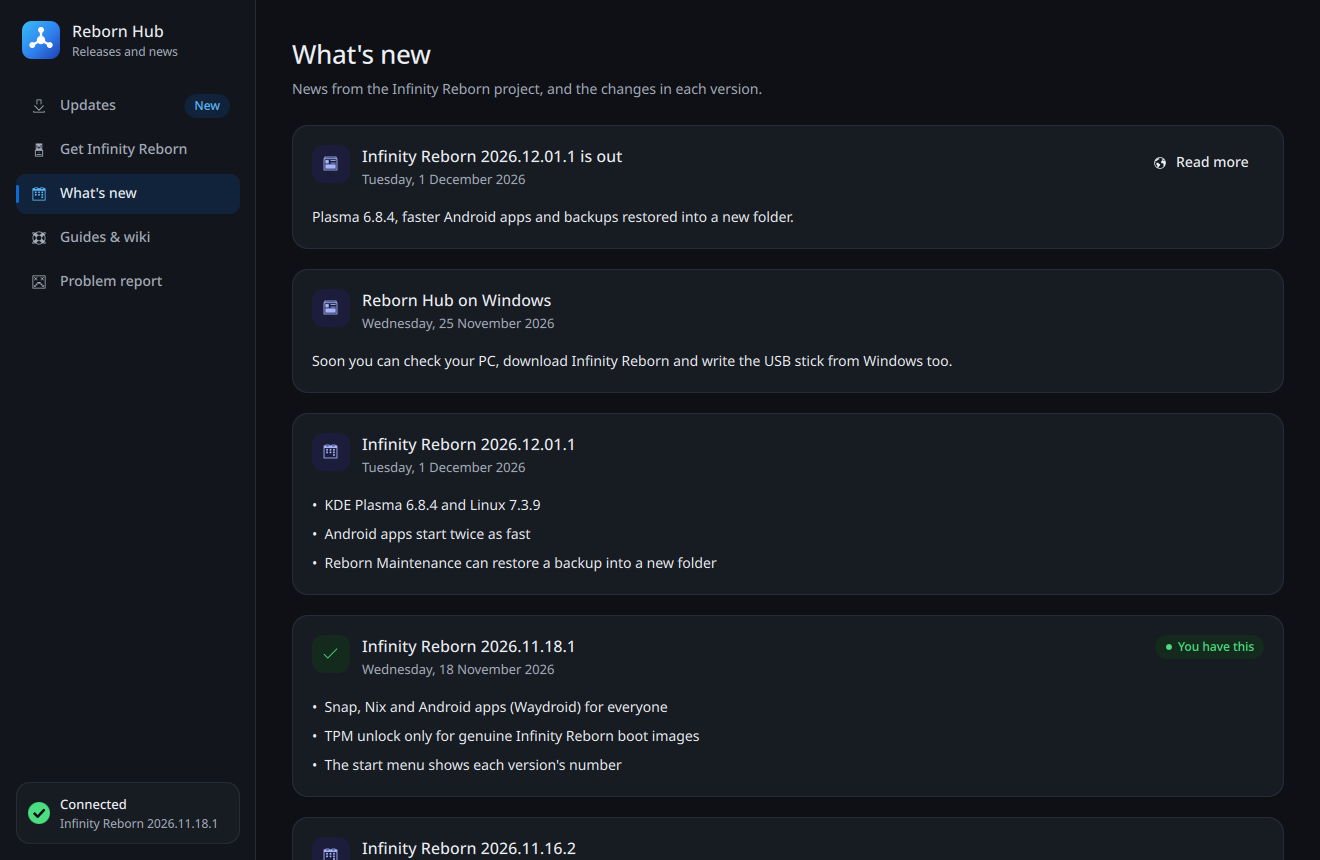 Reborn Hub
Releases and news
Updates
New
Get Infinity Reborn
What's new
Guides & wiki
Problem report
Connected
Infinity Reborn 2026.11.18.1
What's new
News from the Infinity Reborn project, and the changes in each version.
Infinity Reborn 2026.12.01.1 is out
Tuesday, 1 December 2026
Read more
Plasma 6.8.4, faster Android apps and backups restored into a new folder.
Reborn Hub on Windows
Wednesday, 25 November 2026
Soon you can check your PC, download Infinity Reborn and write the USB stick from Windows too.
Infinity Reborn 2026.12.01.1
Tuesday, 1 December 2026
• KDE Plasma 6.8.4 and Linux 7.3.9
• Android apps start twice as fast
• Reborn Maintenance can restore a backup into a new folder
Infinity Reborn 2026.11.18.1
Wednesday, 18 November 2026
You have this
• Snap, Nix and Android apps (Waydroid) for everyone
• TPM unlock only for genuine Infinity Reborn boot images
• The start menu shows each version's number
Infinity Reborn 2026.11.16.2